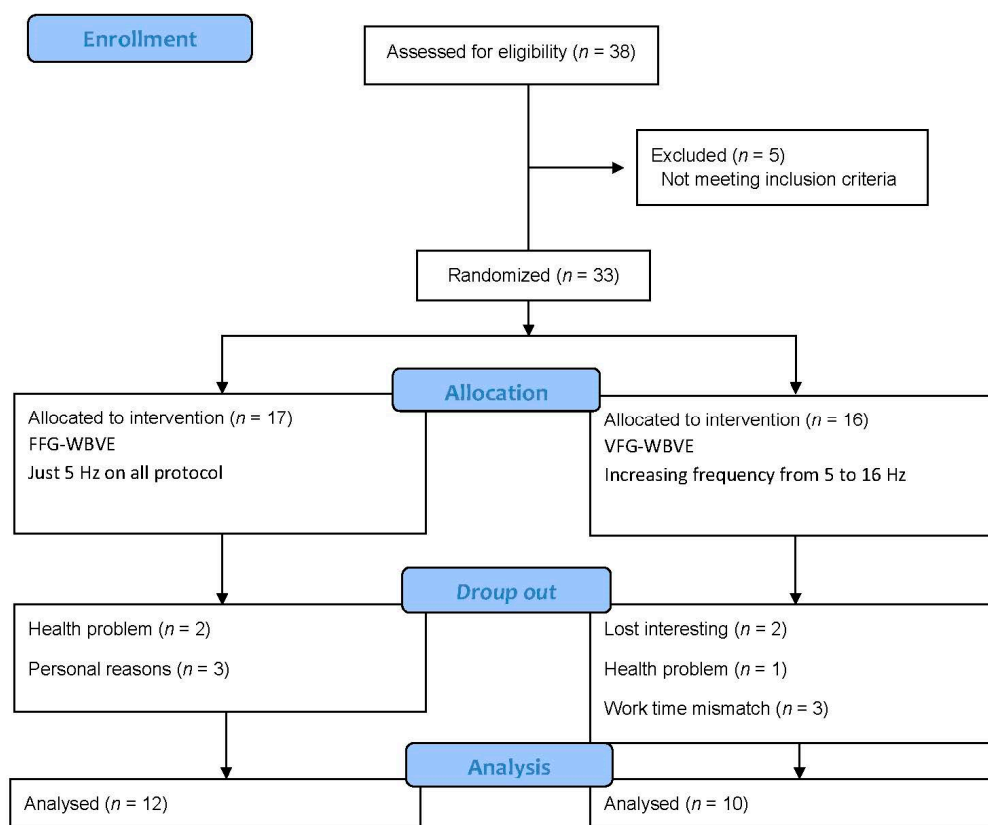 Enrollment
Assessed for eligibility (n = 38)
Excluded (n = 5)
Not meeting inclusion criteria
Randomized (n = 33)
Allocation
Allocated to intervention (n = 17)
FFG-WBVE
Just 5 Hz on all protocol
Allocated to intervention (n = 16)
VFG-WBVE
Increasing frequency from 5 to 16 Hz
Droup out
Health problem (n = 2)
Personal reasons (n = 3)
Lost interesting (n = 2)
Health problem (n = 1)
Work time mismatch (n = 3)
Analysis
Analysed (n = 12)
Analysed (n = 10)